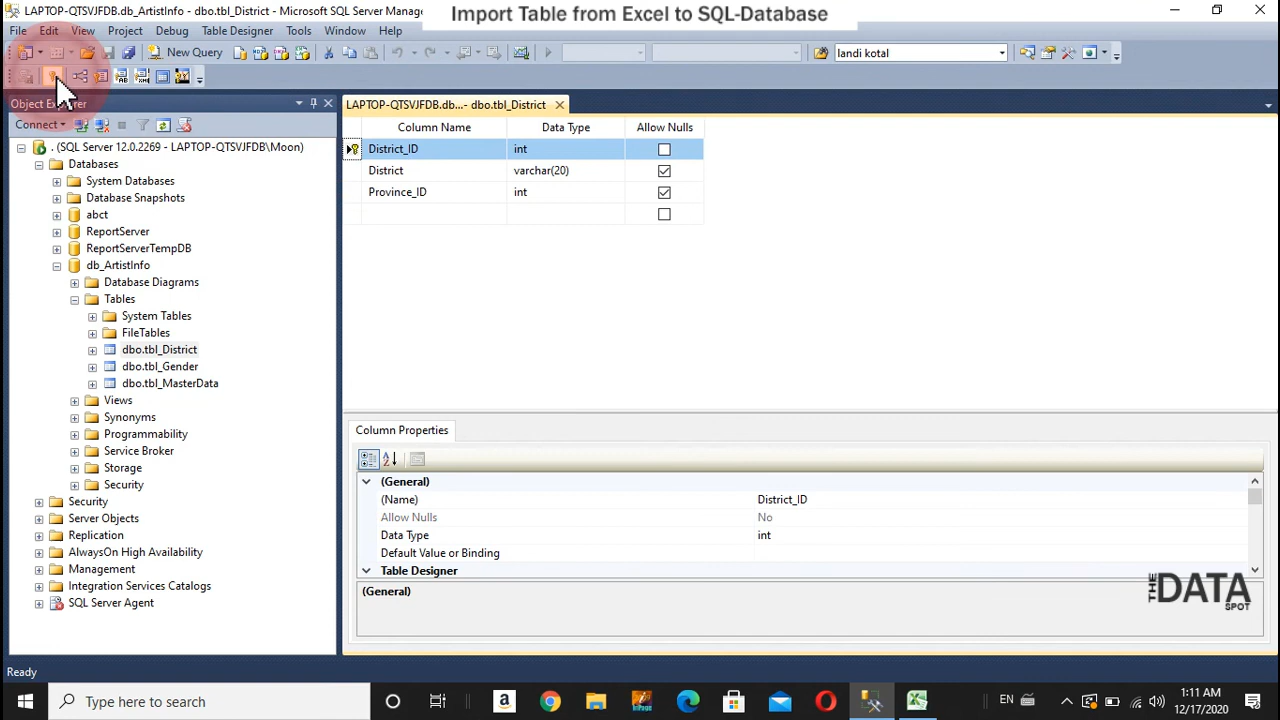 Import Table from Excel to SQL-Database
LAPTOP-QTSVJFDB.db_ArtistInfo - dbo.tbl_District - Microsoft SQL Server Mana
File Edit View Project Debug Table Designer Tools SQL Server Window Help
New Query
landi kotal
Object Explorer
LAPTOP-QTSVJFDB.db...- dbo.tbl_District
Connect
. (SQL Server 12.0.2269 - LAPTOP-QTSVJFDB\Moon)
Databases
System Databases
Database Snapshots
abct
ReportServer
ReportServerTempDB
db_ArtistInfo
Database Diagrams
Tables
System Tables
FileTables
dbo.tbl_District
dbo.tbl_Gender
dbo.tbl_MasterData
Views
Synonyms
Programmability
Service Broker
Storage
Security
Security
Server Objects
Replication
AlwaysOn High Availability
Management
Integration Services Catalogs
SQL Server Agent
Column Name Data Type Allow Nulls
District_ID int
District varchar(20)
Province_ID int
Column Properties
(General)
(Name) District_ID
Allow Nulls No
Data Type int
Default Value or Binding
Table Designer
(General)
THE DATA SPOT
Ready
Type here to search
EN
1:11 AM
12/17/2020